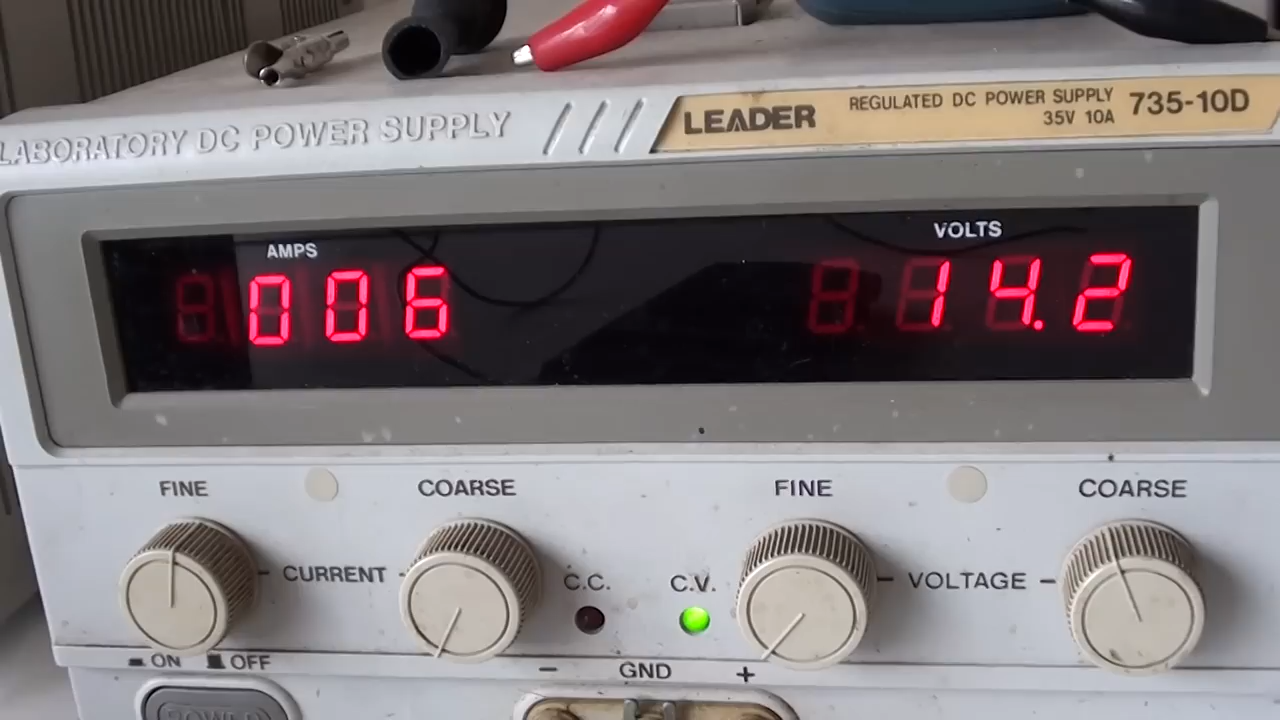 LABORATORY DC POWER SUPPLY
LEADER
REGULATED DC POWER SUPPLY
35V 10A
735-10D
AMPS
VOLTS
006
14.2
FINE
COARSE
FINE
COARSE
CURRENT
C.C.
C.V.
VOLTAGE
ON
OFF
− GND +
POWER